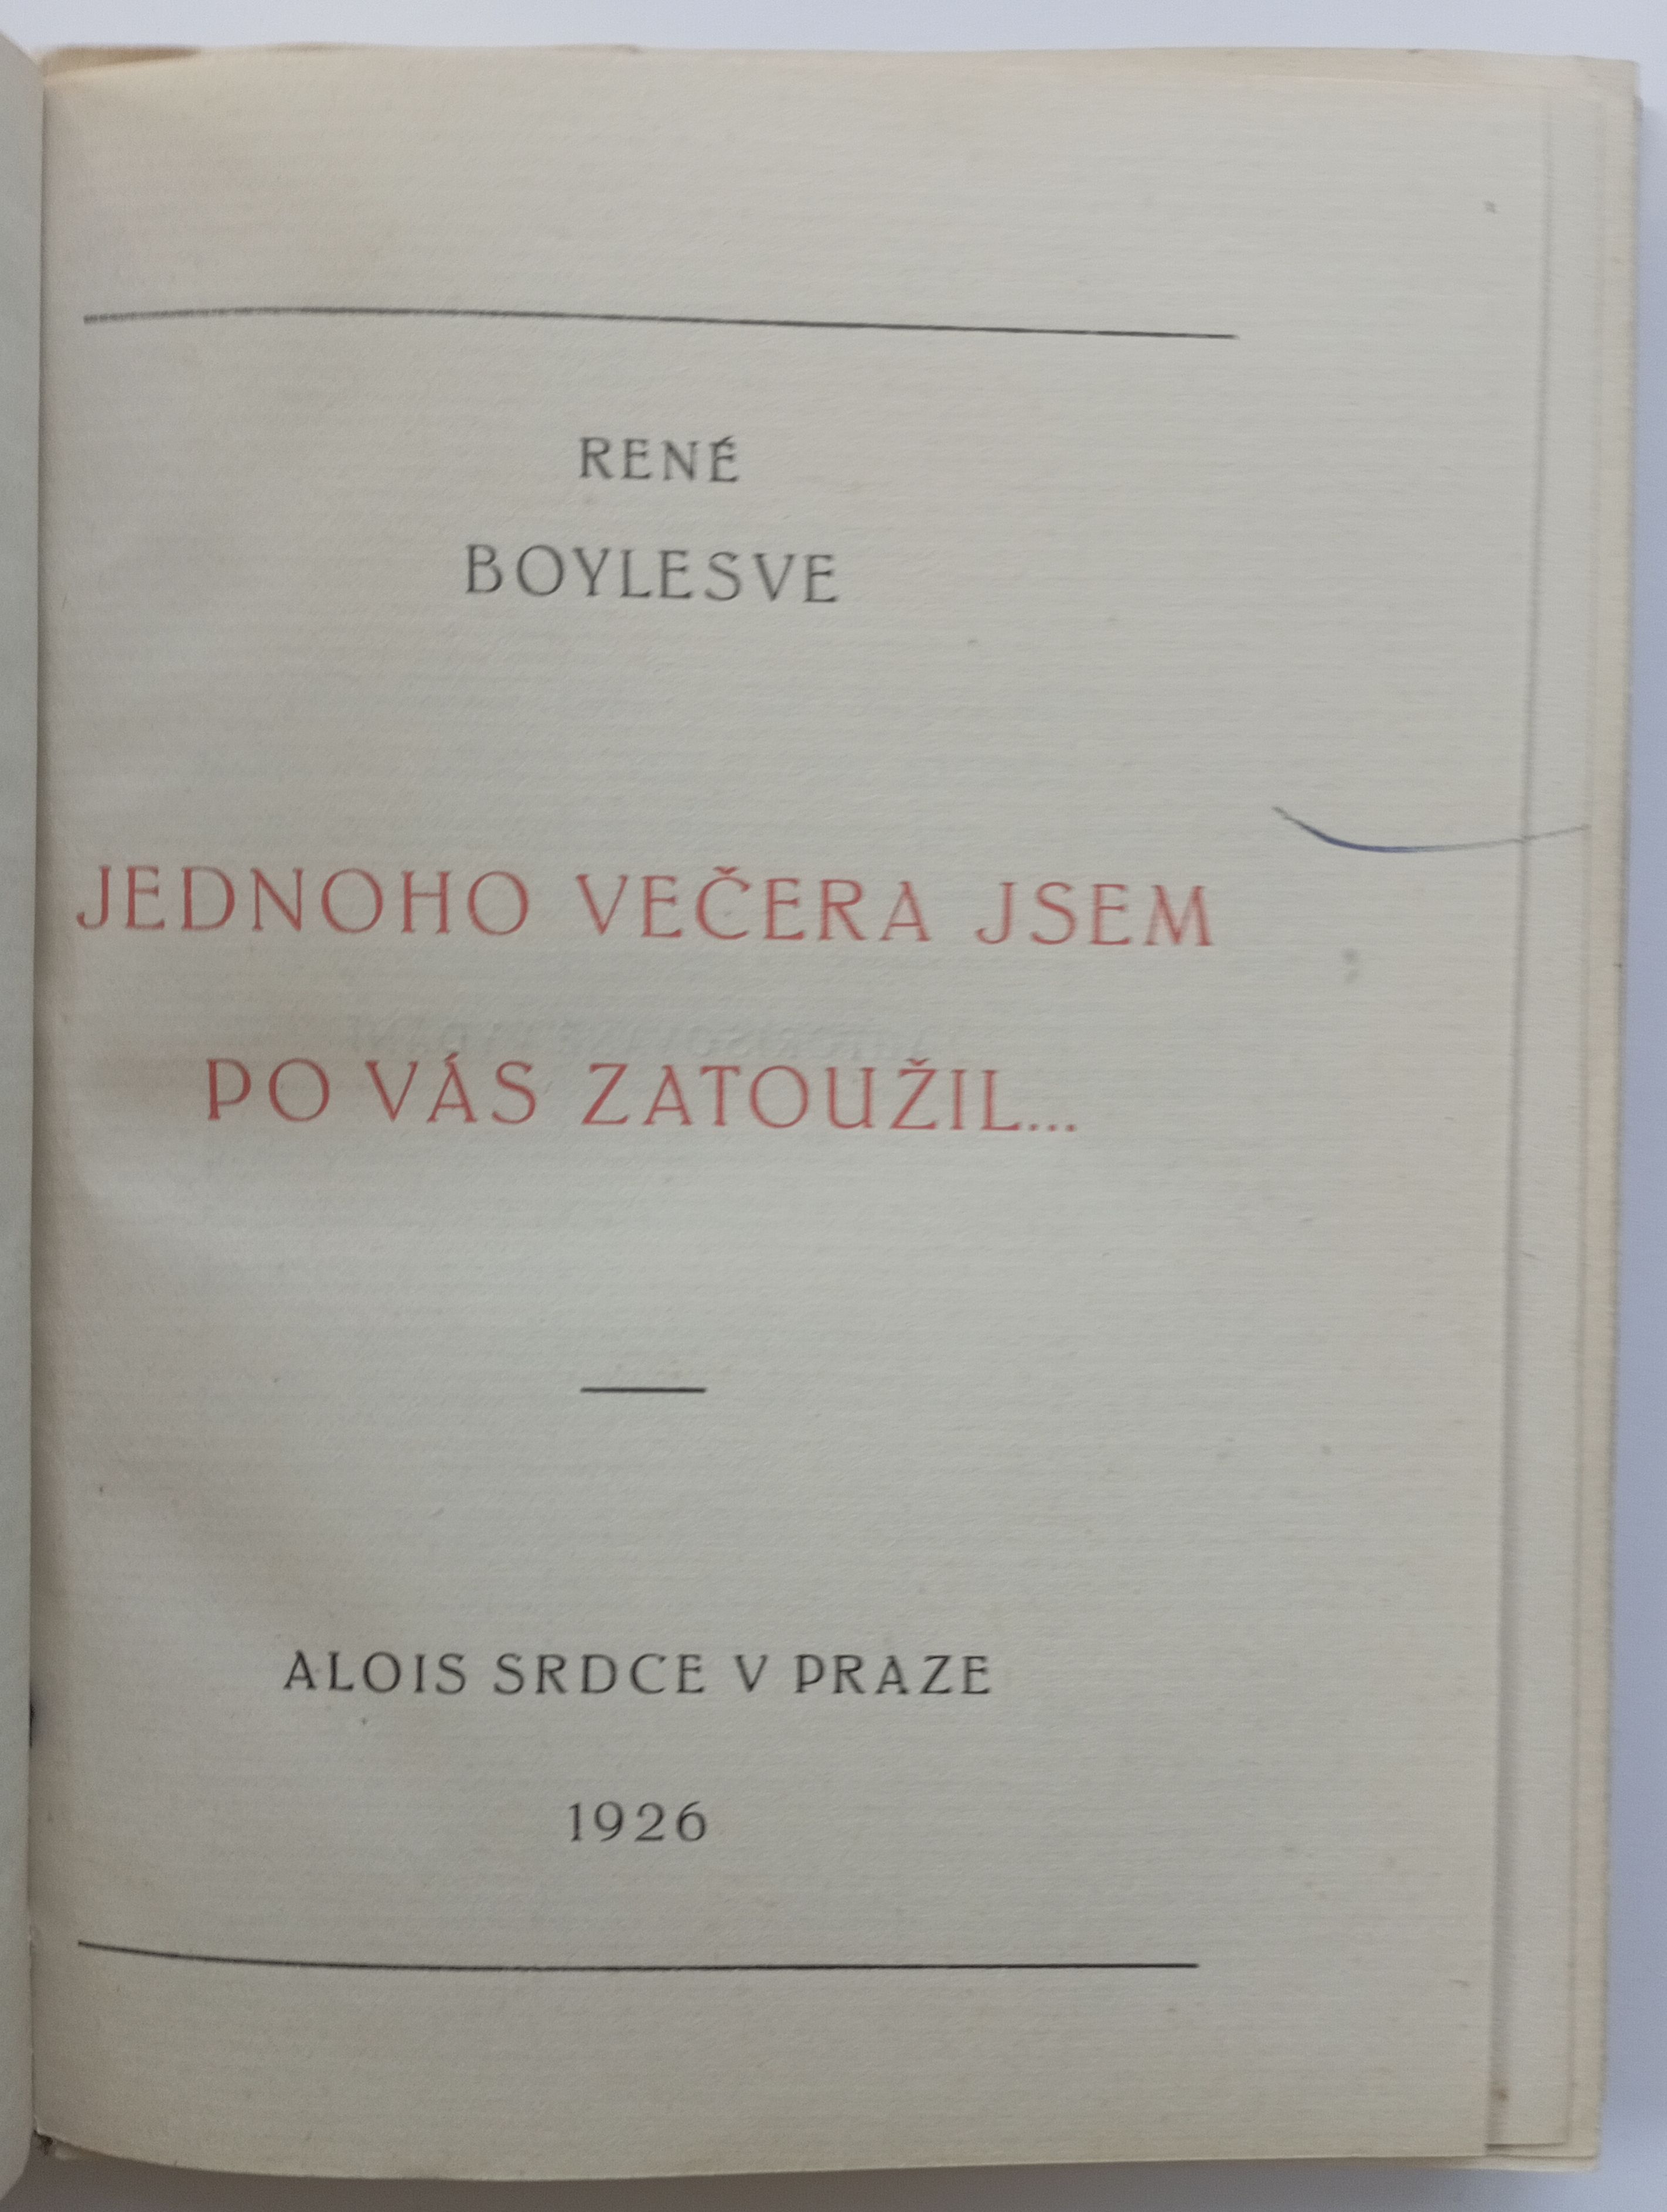 RENÉ
BOYLESVE
JEDNOHO VEČERA JSEM
PO VÁS ZATOUŽIL...
ALOIS SRDCE V PRAZE
1926